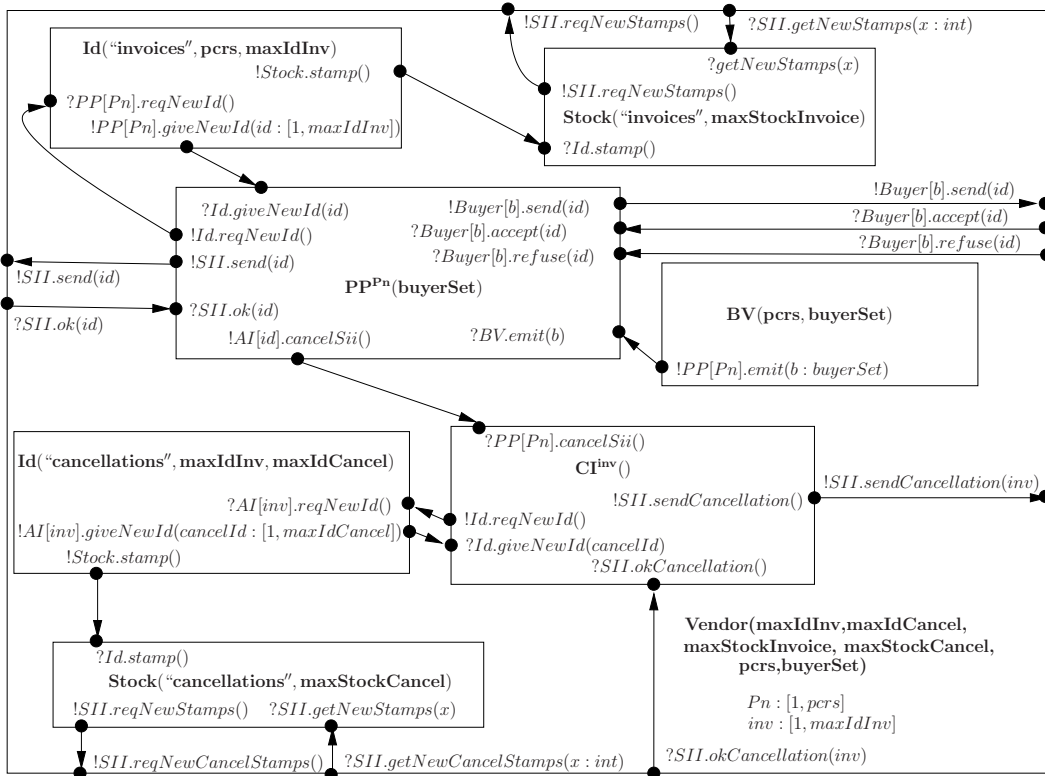 !SII.reqNewStamps()
?SII.getNewStamps(x : int)
Id(“invoices”, pcrs, maxIdInv)
!Stock.stamp()
?PP[Pn].reqNewId()
!PP[Pn].giveNewId(id : [1, maxIdInv])
?getNewStamps(x)
!SII.reqNewStamps()
Stock(“invoices”, maxStockInvoice)
?Id.stamp()
?Id.giveNewId(id)
!Id.reqNewId()
!SII.send(id)
PP^Pn(buyerSet)
?SII.ok(id)
!AI[id].cancelSii()
!Buyer[b].send(id)
?Buyer[b].accept(id)
?Buyer[b].refuse(id)
?BV.emit(b)
!Buyer[b].send(id)
?Buyer[b].accept(id)
?Buyer[b].refuse(id)
!SII.send(id)
?SII.ok(id)
BV(pcrs, buyerSet)
!PP[Pn].emit(b : buyerSet)
Id(“cancellations”, maxIdInv, maxIdCancel)
?AI[inv].reqNewId()
!AI[inv].giveNewId(cancelId : [1, maxIdCancel])
!Stock.stamp()
?PP[Pn].cancelSii()
CI^inv()
!SII.sendCancellation()
!Id.reqNewId()
?Id.giveNewId(cancelId)
?SII.okCancellation()
!SII.sendCancellation(inv)
?Id.stamp()
Stock(“cancellations”, maxStockCancel)
!SII.reqNewStamps()
?SII.getNewStamps(x)
Vendor(maxIdInv,maxIdCancel,
maxStockInvoice, maxStockCancel,
pcrs,buyerSet)
Pn : [1, pcrs]
inv : [1, maxIdInv]
!SII.reqNewCancelStamps()
?SII.getNewCancelStamps(x : int)
?SII.okCancellation(inv)